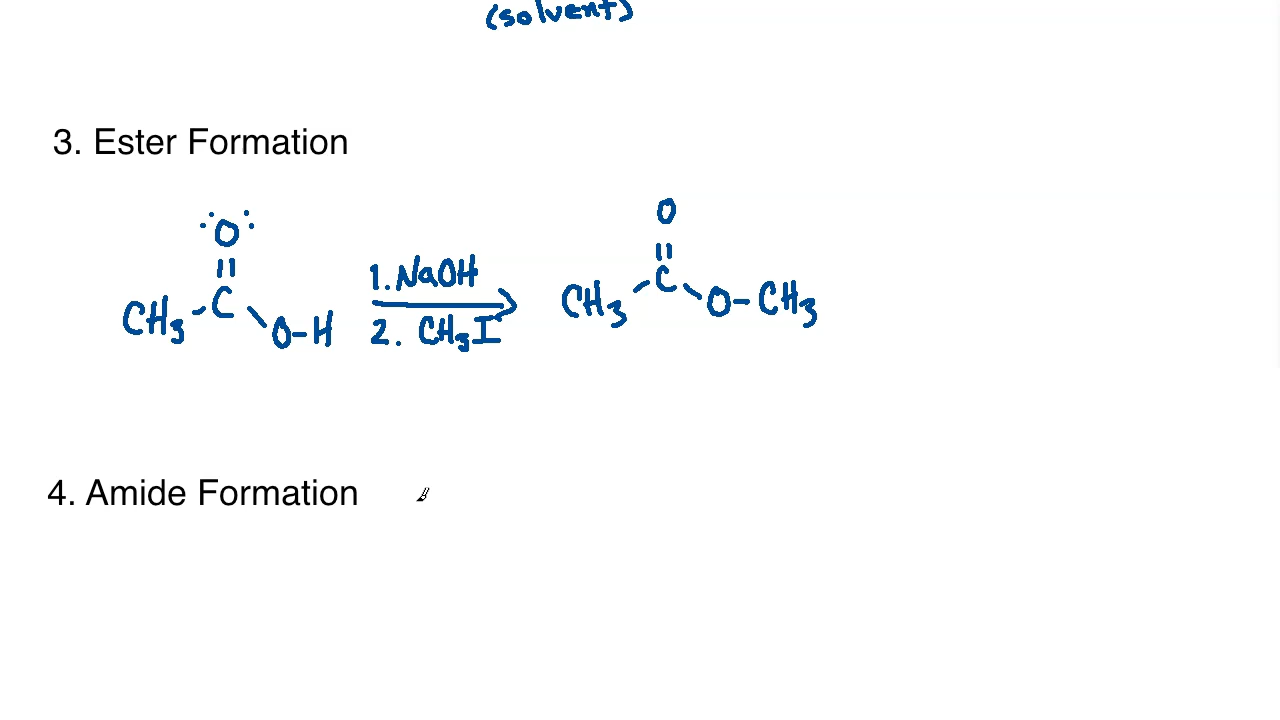 (solvent)
3. Ester Formation
:O:
||
CH₃-C\O-H
1. NaOH
2. CH₃I
O
||
CH₃-C\O-CH₃
4. Amide Formation